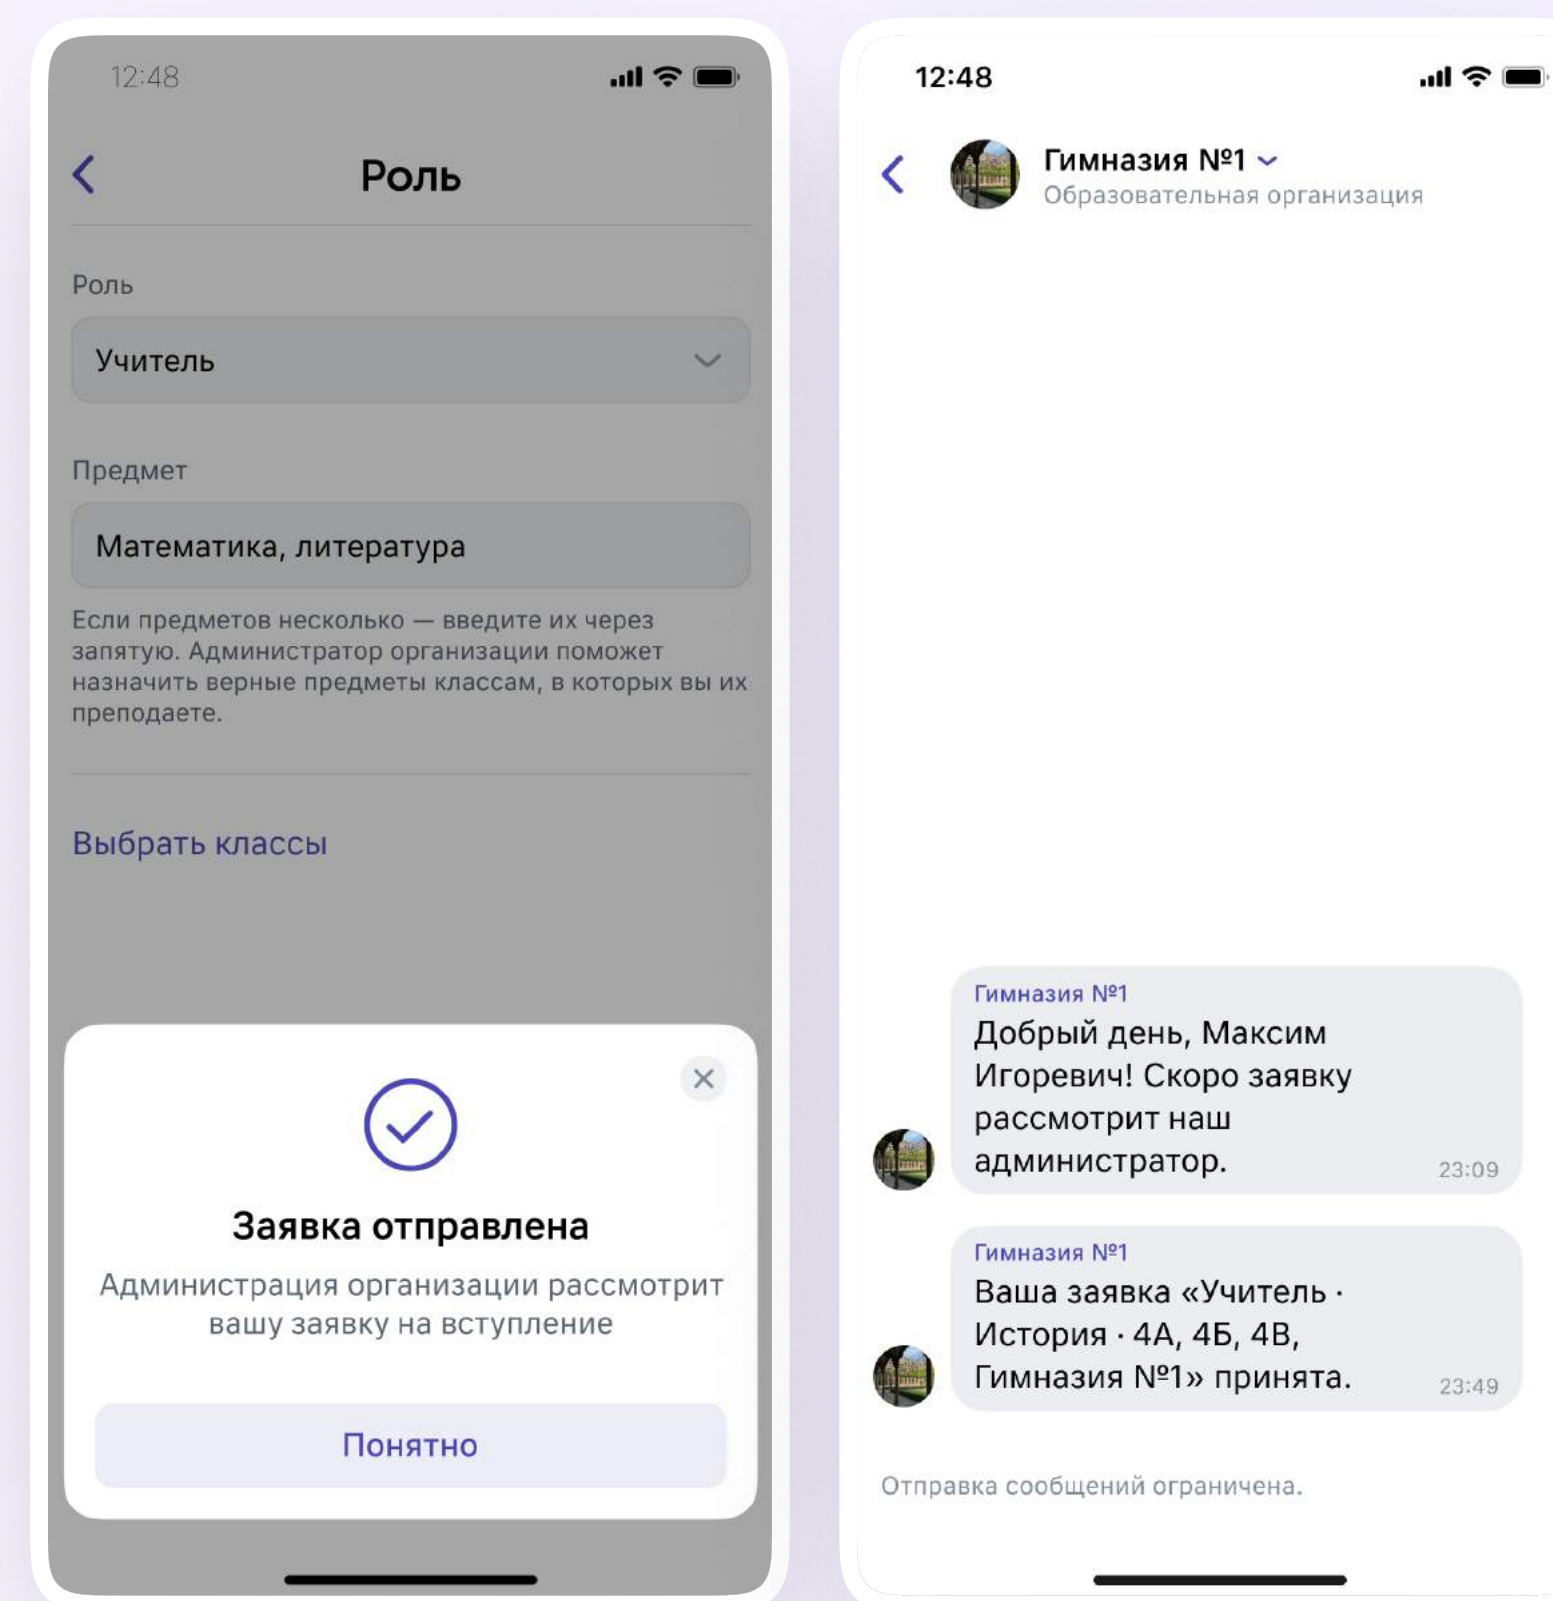 12:48
Роль
Роль
Учитель
Предмет
Математика, литература
Если предметов несколько — введите их через
запятую. Администратор организации поможет
назначить верные предметы классам, в которых вы их
преподаете.
Выбрать классы
Заявка отправлена
Администрация организации рассмотрит
вашу заявку на вступление
Понятно
12:48
Гимназия №1
Образовательная организация
Гимназия №1
Добрый день, Максим
Игоревич! Скоро заявку
рассмотрит наш
администратор.
23:09
Гимназия №1
Ваша заявка «Учитель ·
История · 4А, 4Б, 4В,
Гимназия №1» принята.
23:49
Отправка сообщений ограничена.